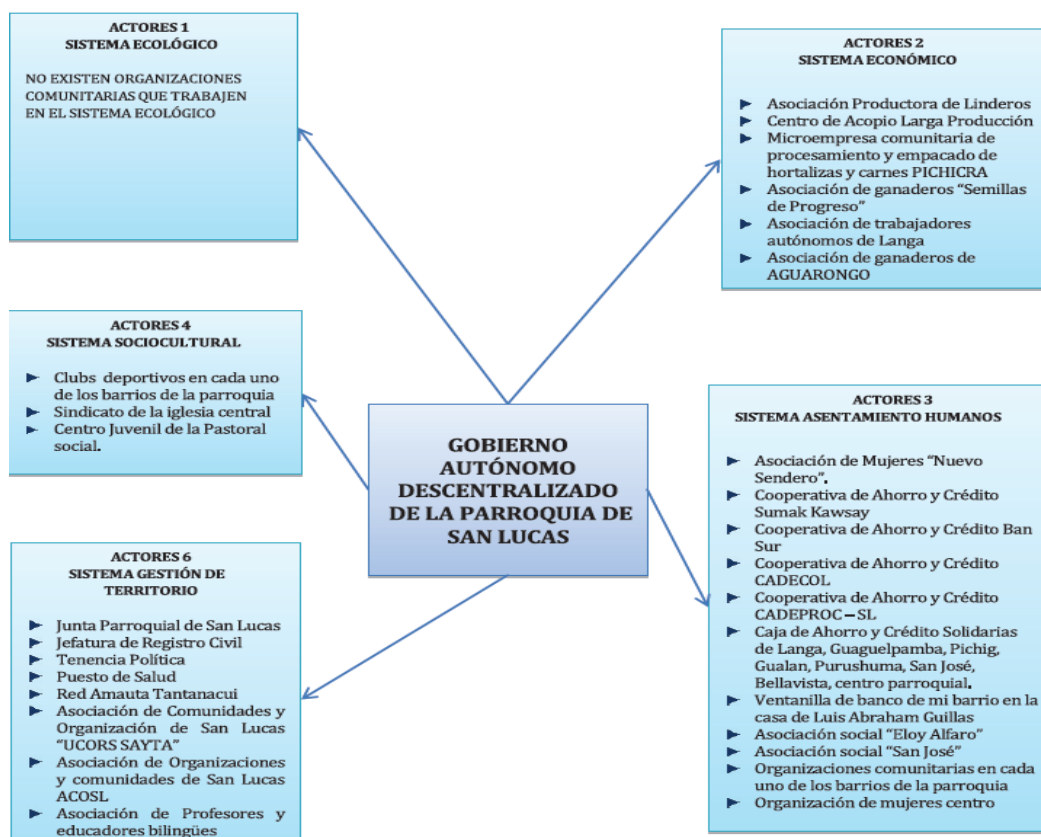 ACTORES 1
SISTEMA ECOLÓGICO
NO EXISTEN ORGANIZACIONES
COMUNITARIAS QUE TRABAJEN
EN EL SISTEMA ECOLÓGICO
ACTORES 2
SISTEMA ECONÓMICO
► Asociación Productora de Linderos
► Centro de Acopio Larga Producción
► Microempresa comunitaria de
procesamiento y empacado de
hortalizas y carnes PICHICRA
► Asociación de ganaderos “Semillas
de Progreso”
► Asociación de trabajadores
autónomos de Langa
► Asociación de ganaderos de
AGUARONGO
ACTORES 4
SISTEMA SOCIOCULTURAL
► Clubs deportivos en cada uno
de los barrios de la parroquia
► Sindicato de la iglesia central
► Centro Juvenil de la Pastoral
social.
GOBIERNO
AUTÓNOMO
DESCENTRALIZADO
DE LA PARROQUIA DE
SAN LUCAS
ACTORES 3
SISTEMA ASENTAMIENTO HUMANOS
► Asociación de Mujeres “Nuevo
Sendero”.
► Cooperativa de Ahorro y Crédito
Sumak Kawsay
► Cooperativa de Ahorro y Crédito Ban
Sur
► Cooperativa de Ahorro y Crédito
CADECOL
► Cooperativa de Ahorro y Crédito
CADEPROC – SL
► Caja de Ahorro y Crédito Solidarias
de Langa, Guaguelpamba, Pichig,
Gualan, Purushuma, San José,
Bellavista, centro parroquial.
► Ventanilla de banco de mi barrio en la
casa de Luis Abraham Guillas
► Asociación social “Eloy Alfaro”
► Asociación social “San José”
► Organizaciones comunitarias en cada
uno de los barrios de la parroquia
► Organización de mujeres centro
ACTORES 6
SISTEMA GESTIÓN DE
TERRITORIO
► Junta Parroquial de San Lucas
► Jefatura de Registro Civil
► Tenencia Política
► Puesto de Salud
► Red Amauta Tantanacui
► Asociación de Comunidades y
Organización de San Lucas
“UCORS SAYTA”
► Asociación de Organizaciones
y comunidades de San Lucas
ACOSL
► Asociación de Profesores y
educadores bilingües